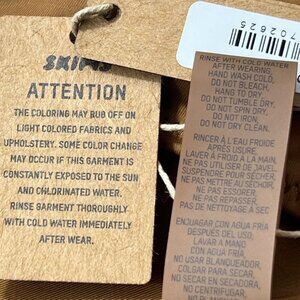 SKIMS
ATTENTION
THE COLORING MAY RUB OFF ON
LIGHT COLORED FABRICS AND
UPHOLSTERY. SOME COLOR CHANGE
MAY OCCUR IF THIS GARMENT IS
CONSTANTLY EXPOSED TO THE SUN
AND CHLORINATED WATER.
RINSE GARMENT THOROUGHLY
WITH COLD WATER IMMEDIATELY
AFTER WEAR.
702625
RINSE WITH COLD WATER
AFTER WEARING,
HAND WASH COLD,
DO NOT BLEACH,
HANG TO DRY,
DO NOT TUMBLE DRY,
DO NOT SPIN DRY,
DO NOT IRON,
DO NOT DRY CLEAN.
RINCER À L'EAU FROIDE
APRÈS USURE,
LAVER À FROID À LA MAIN,
NE PAS UTILISER DE JAVEL,
SUSPENDRE POUR SÉCHER,
NE PAS METTRE AU SÉCHOIR,
NE PAS ESSORER,
NE PAS REPASSER,
PAS DE NETTOYAGE À SEC
ENJUAGAR CON AGUA FRÍA
DESPUÉS DEL USO,
LAVAR A MANO
CON AGUA FRÍA,
NO USAR BLANQUEADOR,
COLGAR PARA SECAR,
NO SECAR EN SECADORA,
NO CENTRIFUGAR,